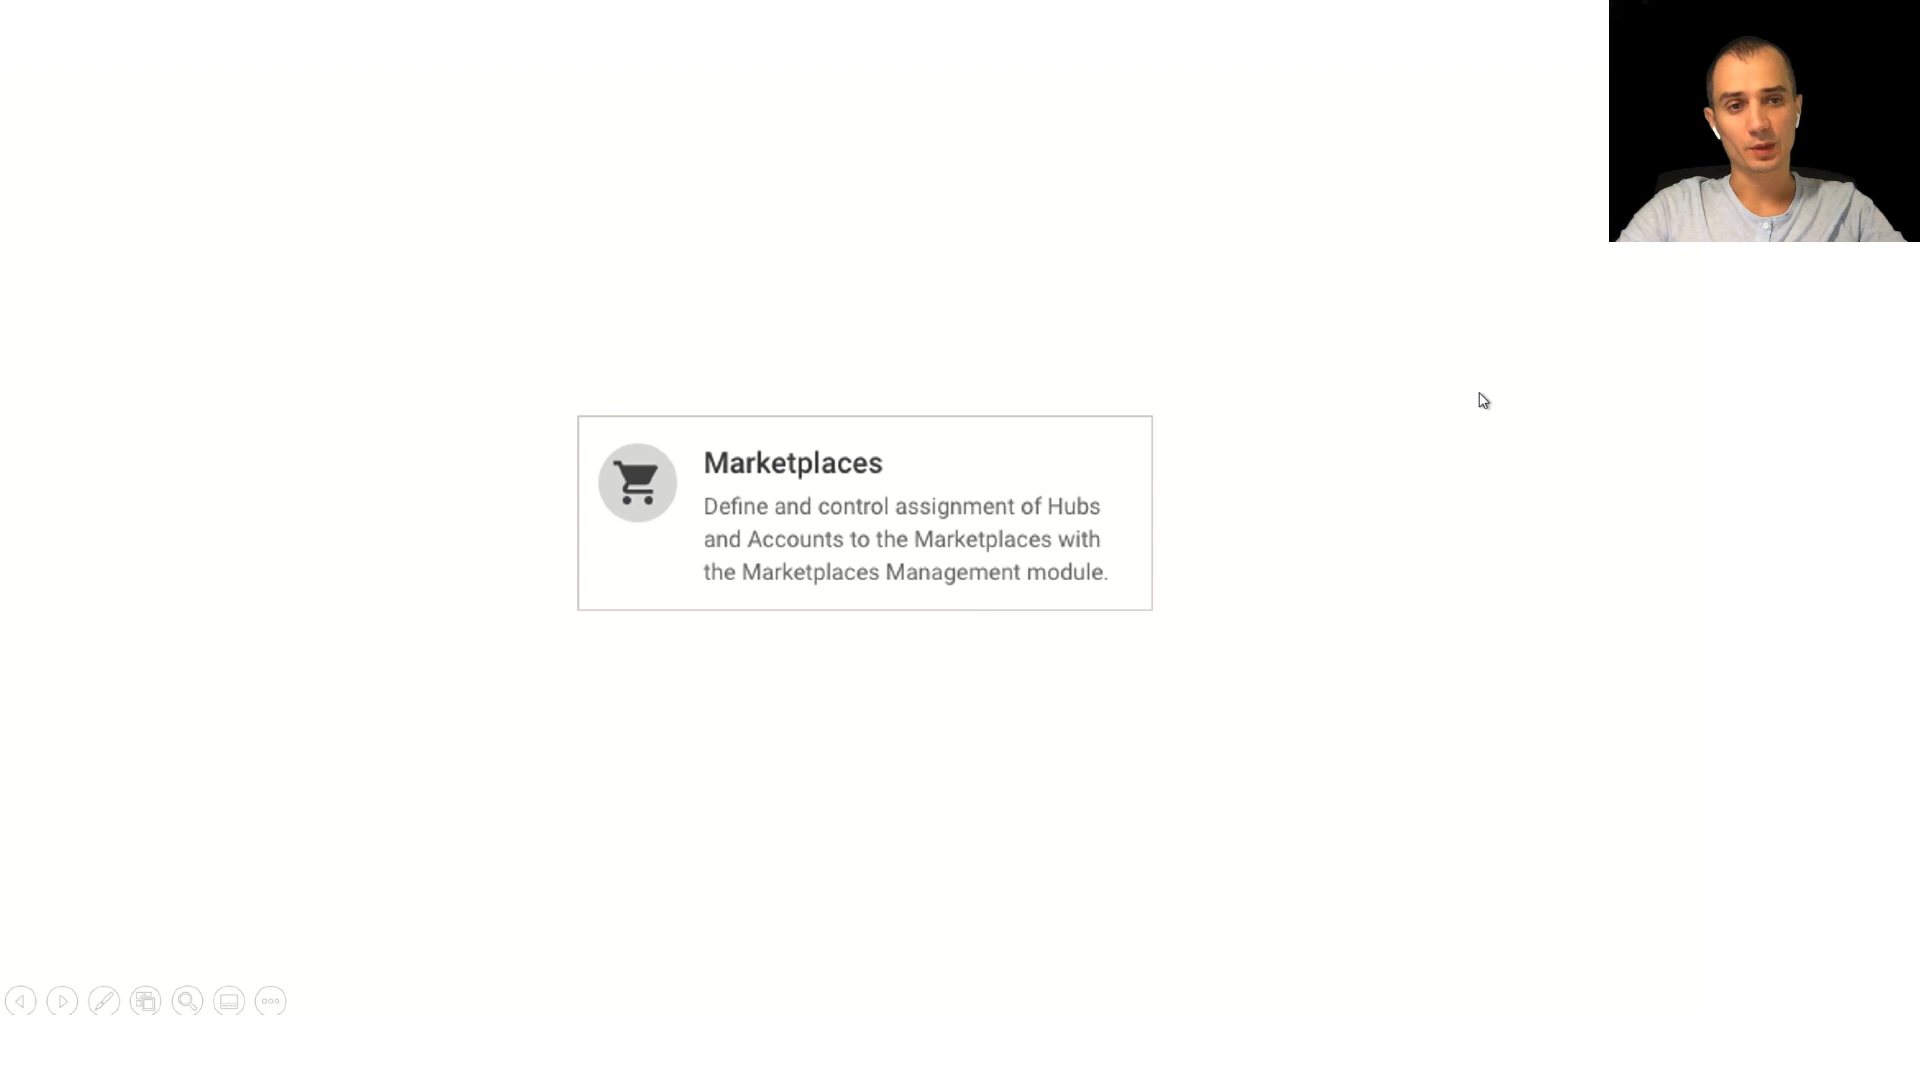 Marketplaces
Define and control assignment of Hubs
and Accounts to the Marketplaces with
the Marketplaces Management module.